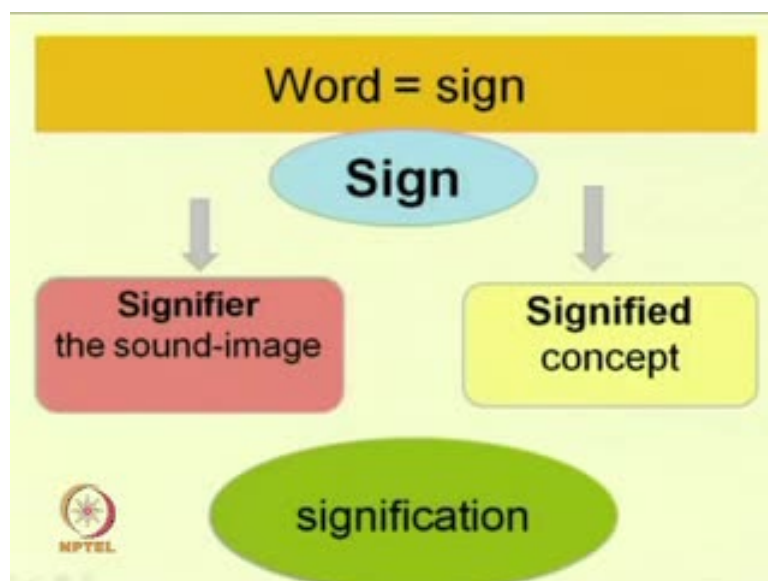 Word = sign
Sign
Signifier
the sound-image
Signified
concept
signification
NPTEL